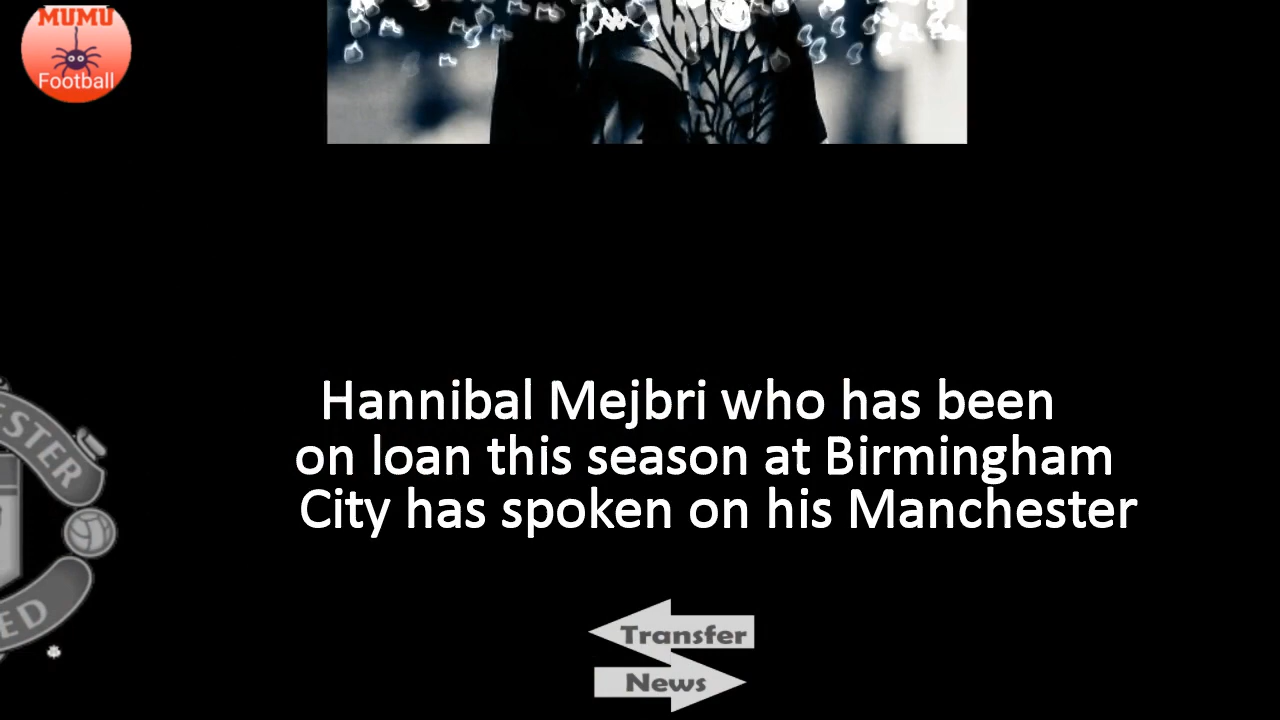 MUMU
Football
Hannibal Mejbri who has been
on loan this season at Birmingham
City has spoken on his Manchester
Transfer
News